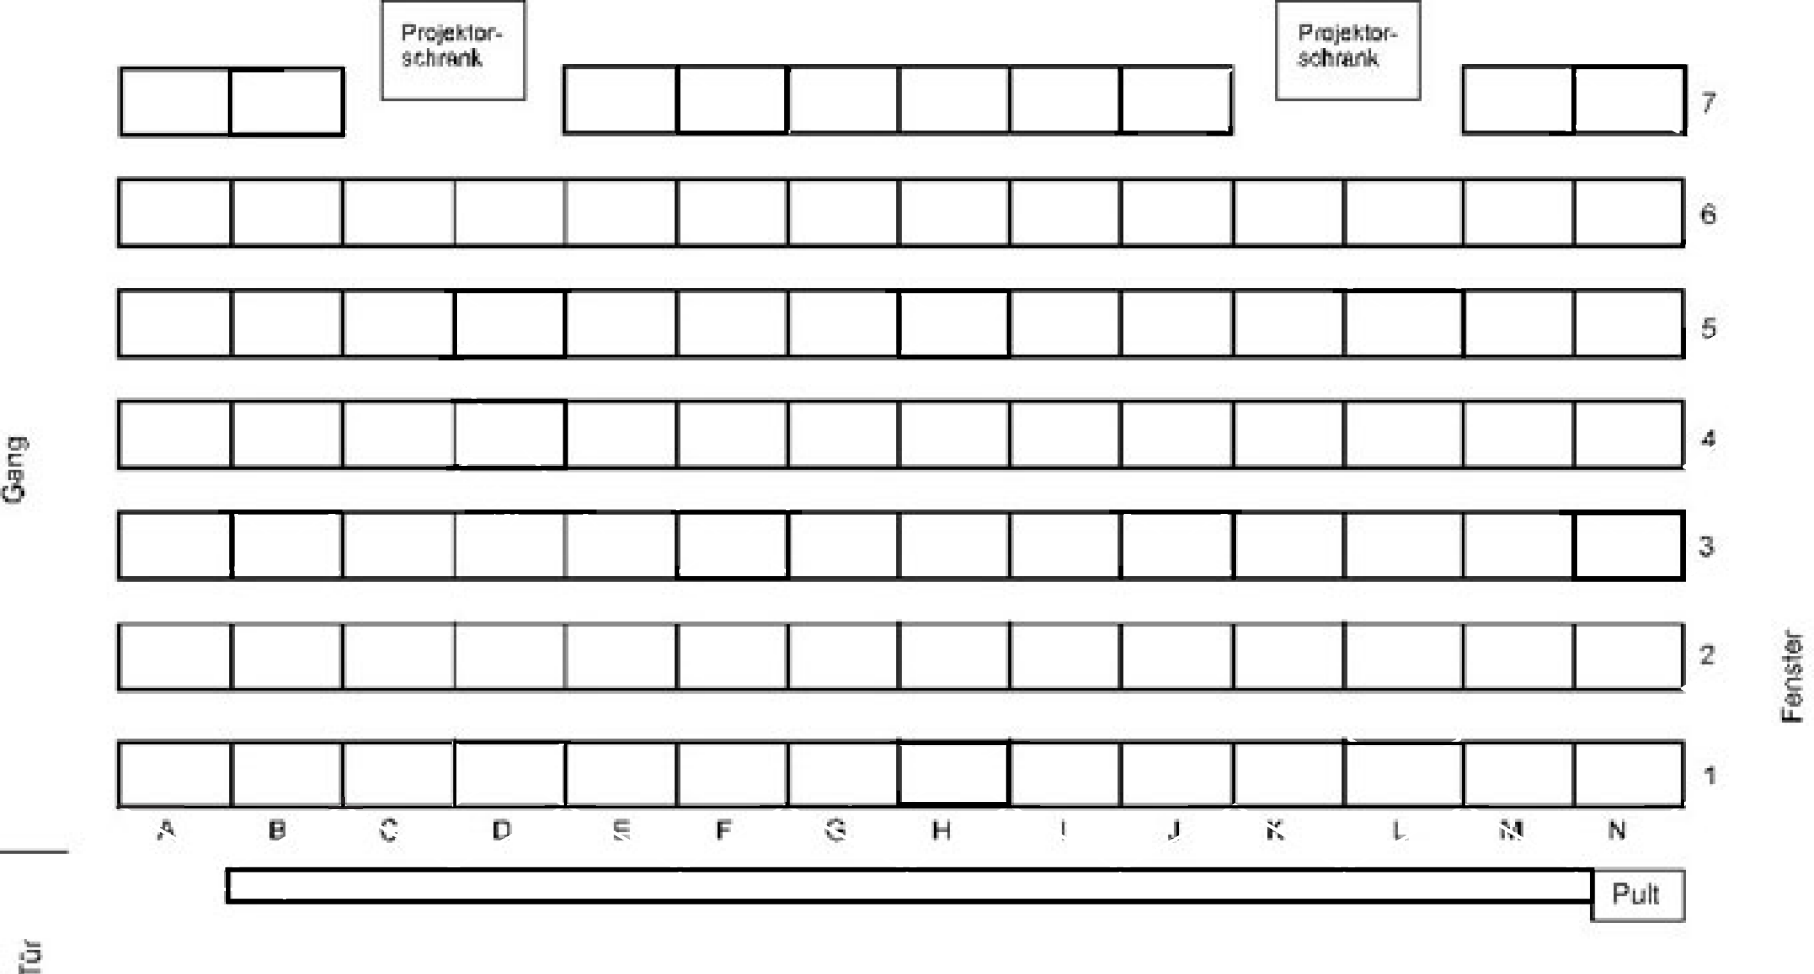 Projektor-
schrank
Projektor-
schrank
7
6
5
4
Gang
3
2
Fenster
1
A B C D E F G H I J K L M N
Pult
Tür